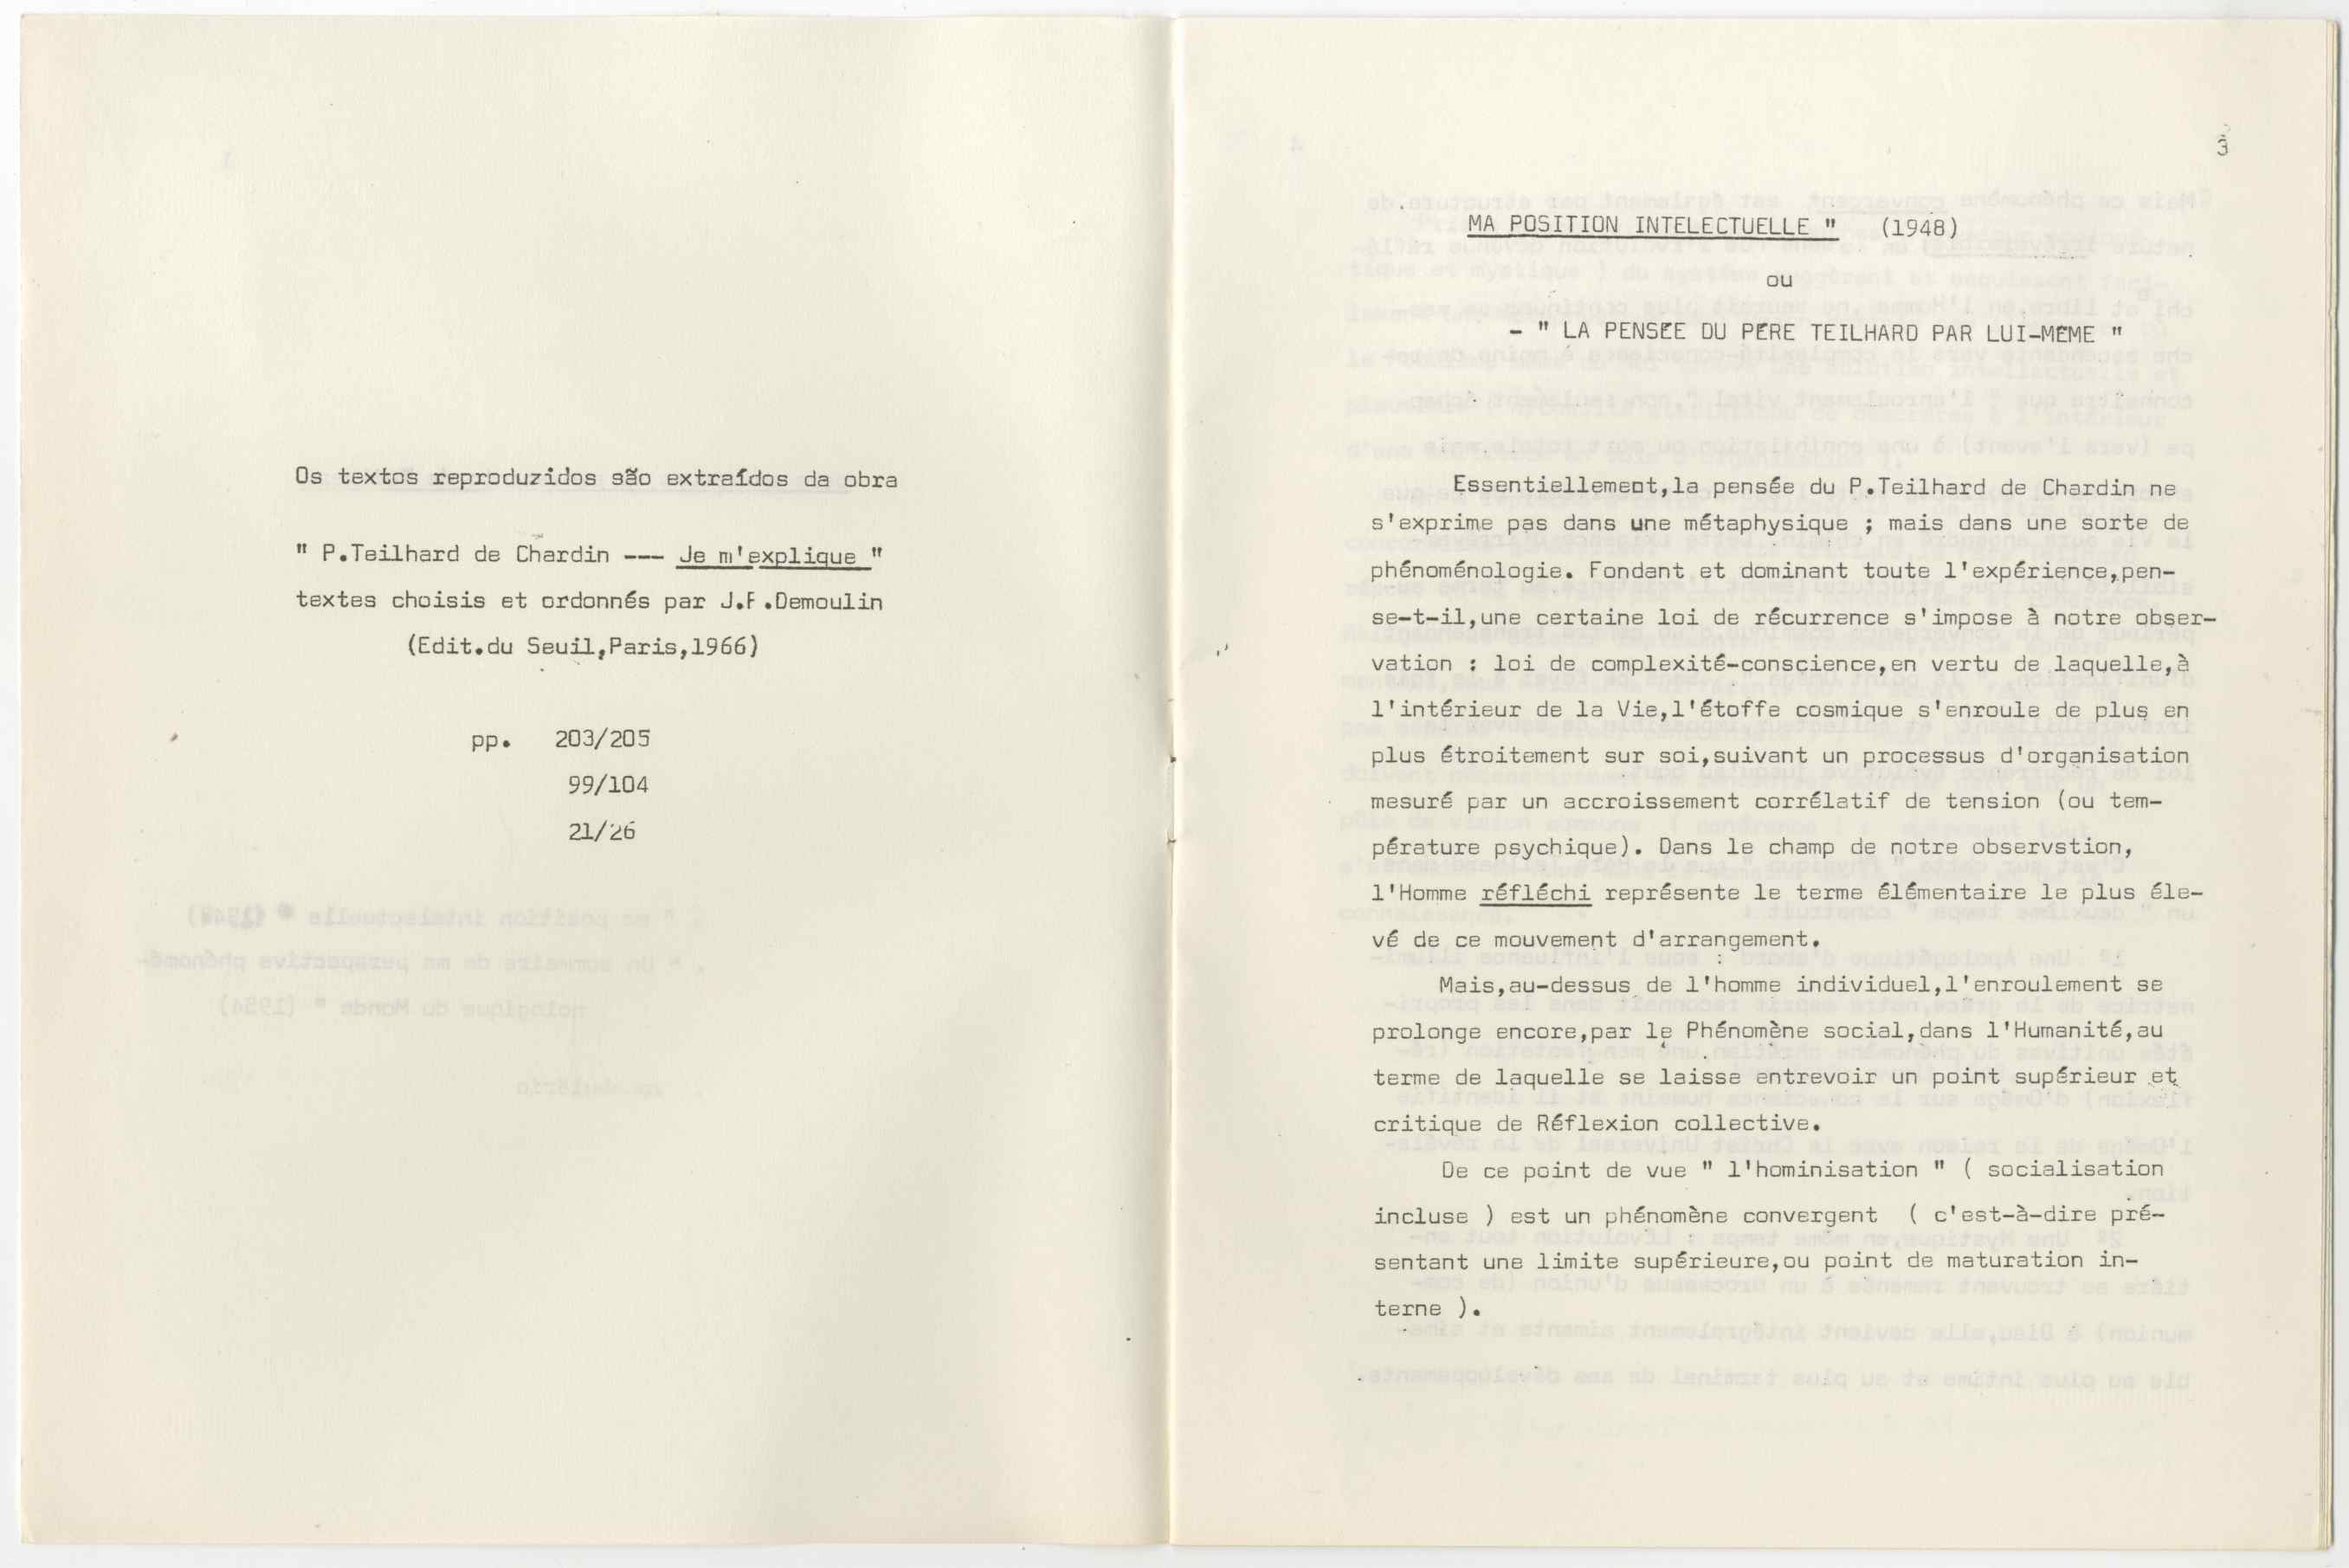 Os textos reproduzidos são extraídos da obra
" P.Teilhard de Chardin --- Je m'explique "
textes choisis et ordonnés par J.F.Demoulin
(Edit.du Seuil,Paris,1966)
pp. 203/205
99/104
21/26
3
MA POSITION INTELECTUELLE " (1948)
ou
- " LA PENSÉE DU PÈRE TEILHARD PAR LUI-MÊME "
Essentiellement,la pensée du P.Teilhard de Chardin ne
s'exprime pas dans une métaphysique ; mais dans une sorte de
phénoménologie. Fondant et dominant toute l'expérience,pen-
se-t-il,une certaine loi de récurrence s'impose à notre obser-
vation : loi de complexité-conscience,en vertu de laquelle,à
l'intérieur de la Vie,l'étoffe cosmique s'enroule de plus en
plus étroitement sur soi,suivant un processus d'organisation
mesuré par un accroissement corrélatif de tension (ou tem-
pérature psychique). Dans le champ de notre observstion,
l'Homme réfléchi représente le terme élémentaire le plus éle-
vé de ce mouvement d'arrangement.
Mais,au-dessus de l'homme individuel,l'enroulement se
prolonge encore,par le Phénomène social,dans l'Humanité,au
terme de laquelle se laisse entrevoir un point supérieur et
critique de Réflexion collective.
De ce point de vue " l'hominisation " ( socialisation
incluse ) est un phénomène convergent ( c'est-à-dire pré-
sentant une limite supérieure,ou point de maturation in-
terne ).